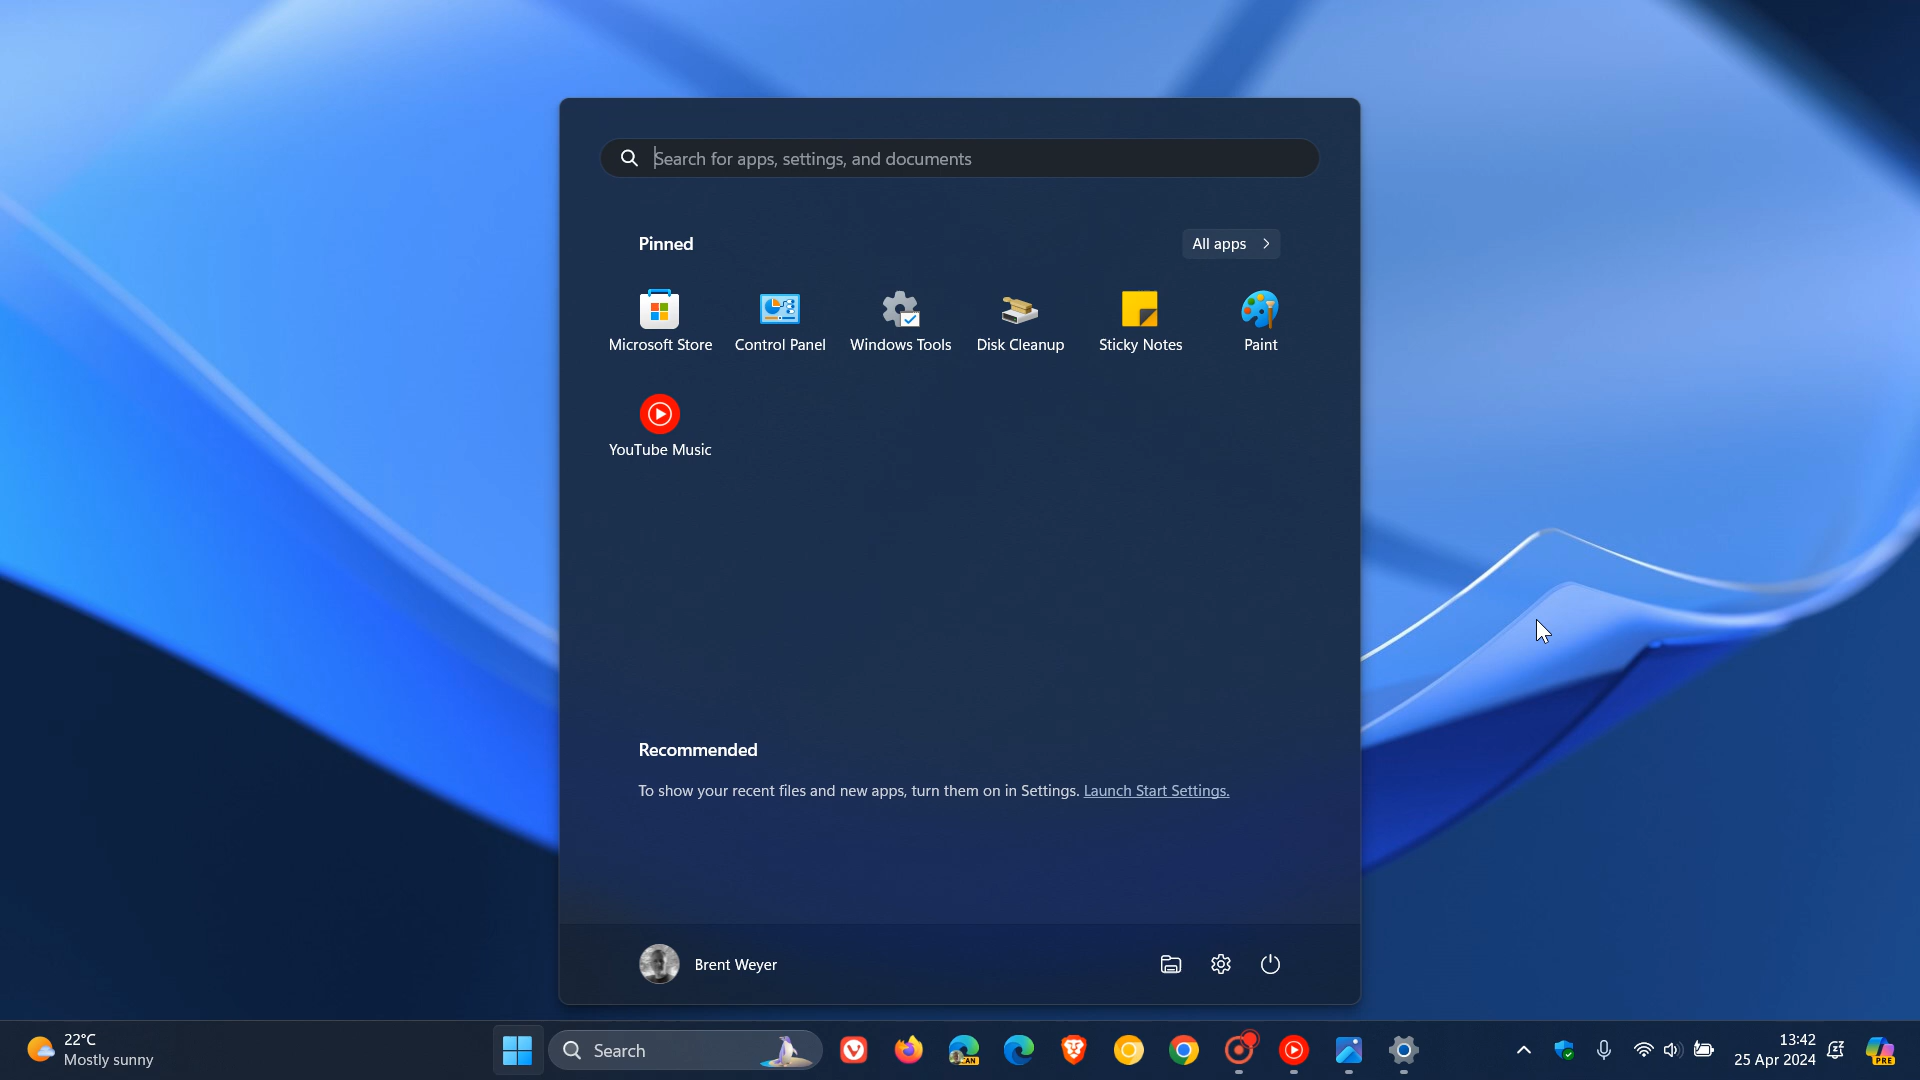 Search for apps, settings, and documents
Pinned
All apps
Microsoft Store
Control Panel
Windows Tools
Disk Cleanup
Sticky Notes
Paint
YouTube Music
Recommended
To show your recent files and new apps, turn them on in Settings. Launch Start Settings.
Brent Weyer
22°C
Mostly sunny
Search
CAN
13:42
25 Apr 2024
PRE